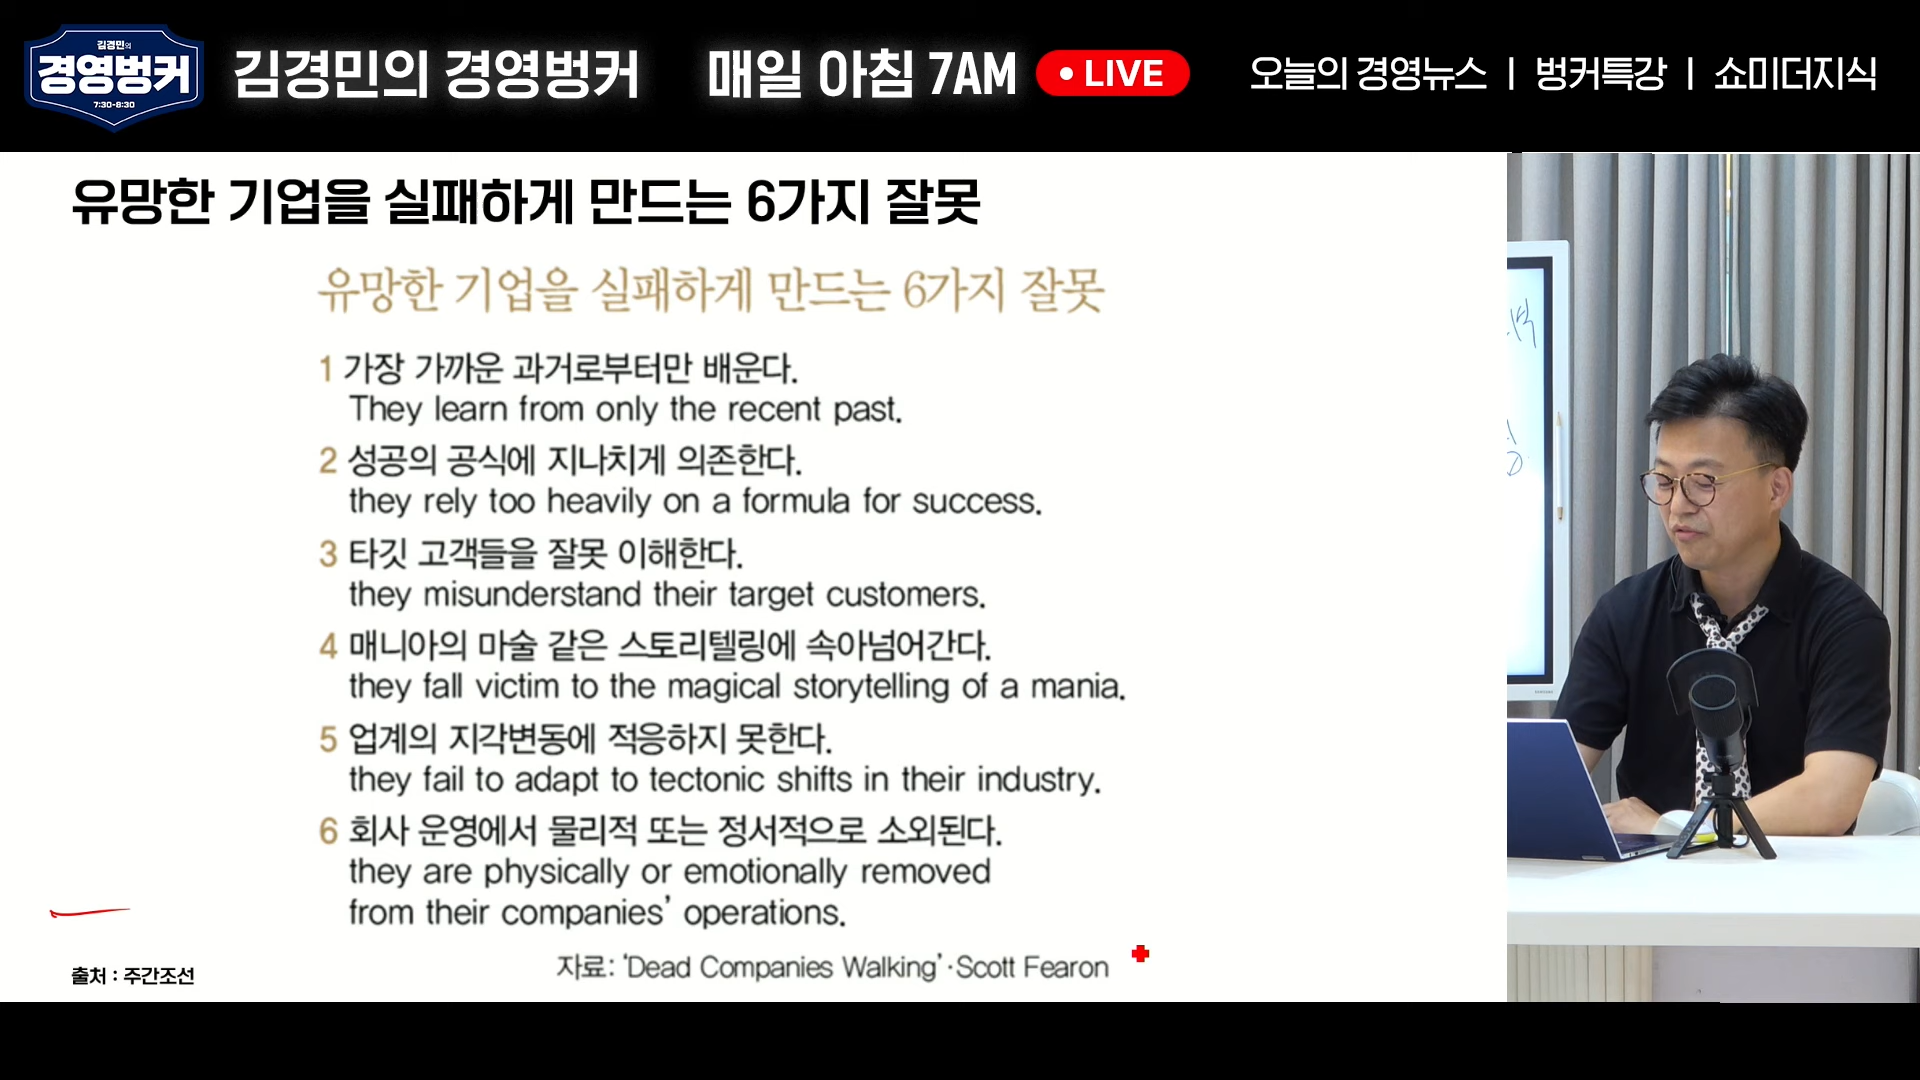 김경민의
경영벙커
7:30-8:30
김경민의 경영벙커 매일 아침 7AM • LIVE 오늘의 경영뉴스 | 벙커특강 | 쇼미더지식
유망한 기업을 실패하게 만드는 6가지 잘못
유망한 기업을 실패하게 만드는 6가지 잘못
1 가장 가까운 과거로부터만 배운다.
They learn from only the recent past.
2 성공의 공식에 지나치게 의존한다.
they rely too heavily on a formula for success.
3 타깃 고객들을 잘못 이해한다.
they misunderstand their target customers.
4 매니아의 마술 같은 스토리텔링에 속아넘어간다.
they fall victim to the magical storytelling of a mania.
5 업계의 지각변동에 적응하지 못한다.
they fail to adapt to tectonic shifts in their industry.
6 회사 운영에서 물리적 또는 정서적으로 소외된다.
they are physically or emotionally removed
from their companies' operations.
자료: 'Dead Companies Walking'·Scott Fearon
출처 : 주간조선